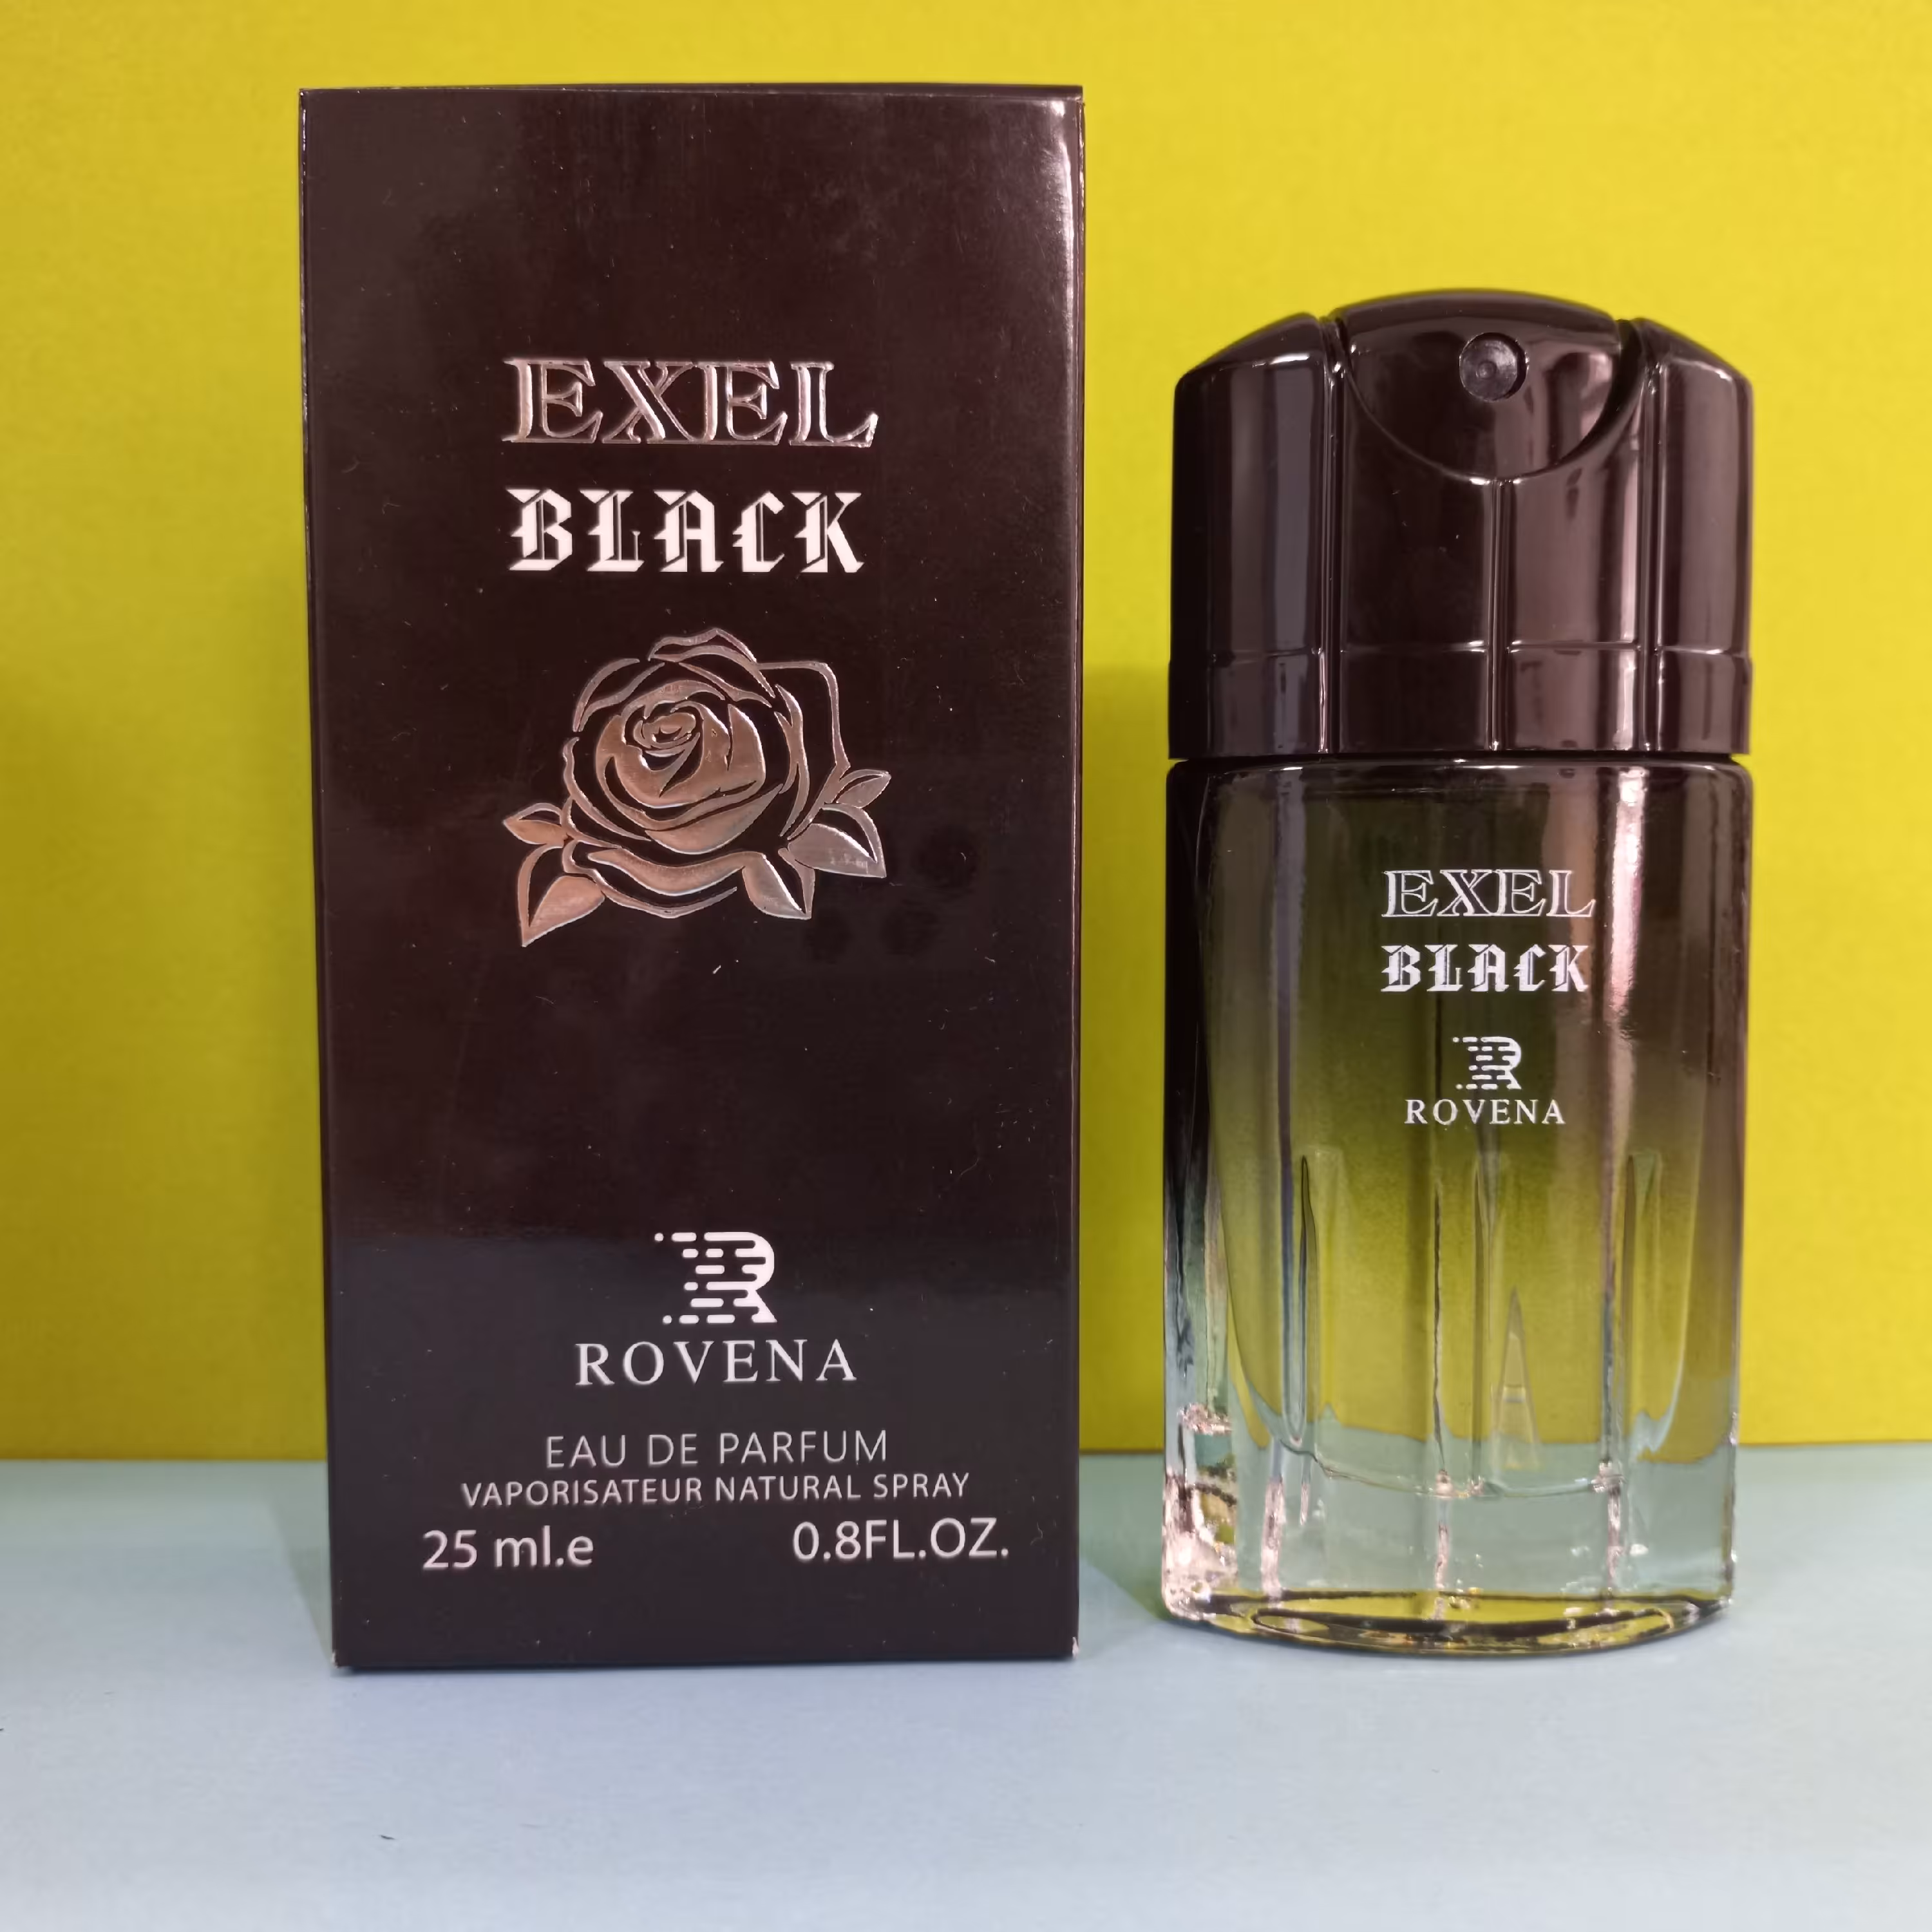 EXEL
BLACK
R
ROVENA
EAU DE PARFUM
VAPORISATEUR NATURAL SPRAY
25 ml.e 0.8FL.OZ.
EXEL
BLACK
R
ROVENA